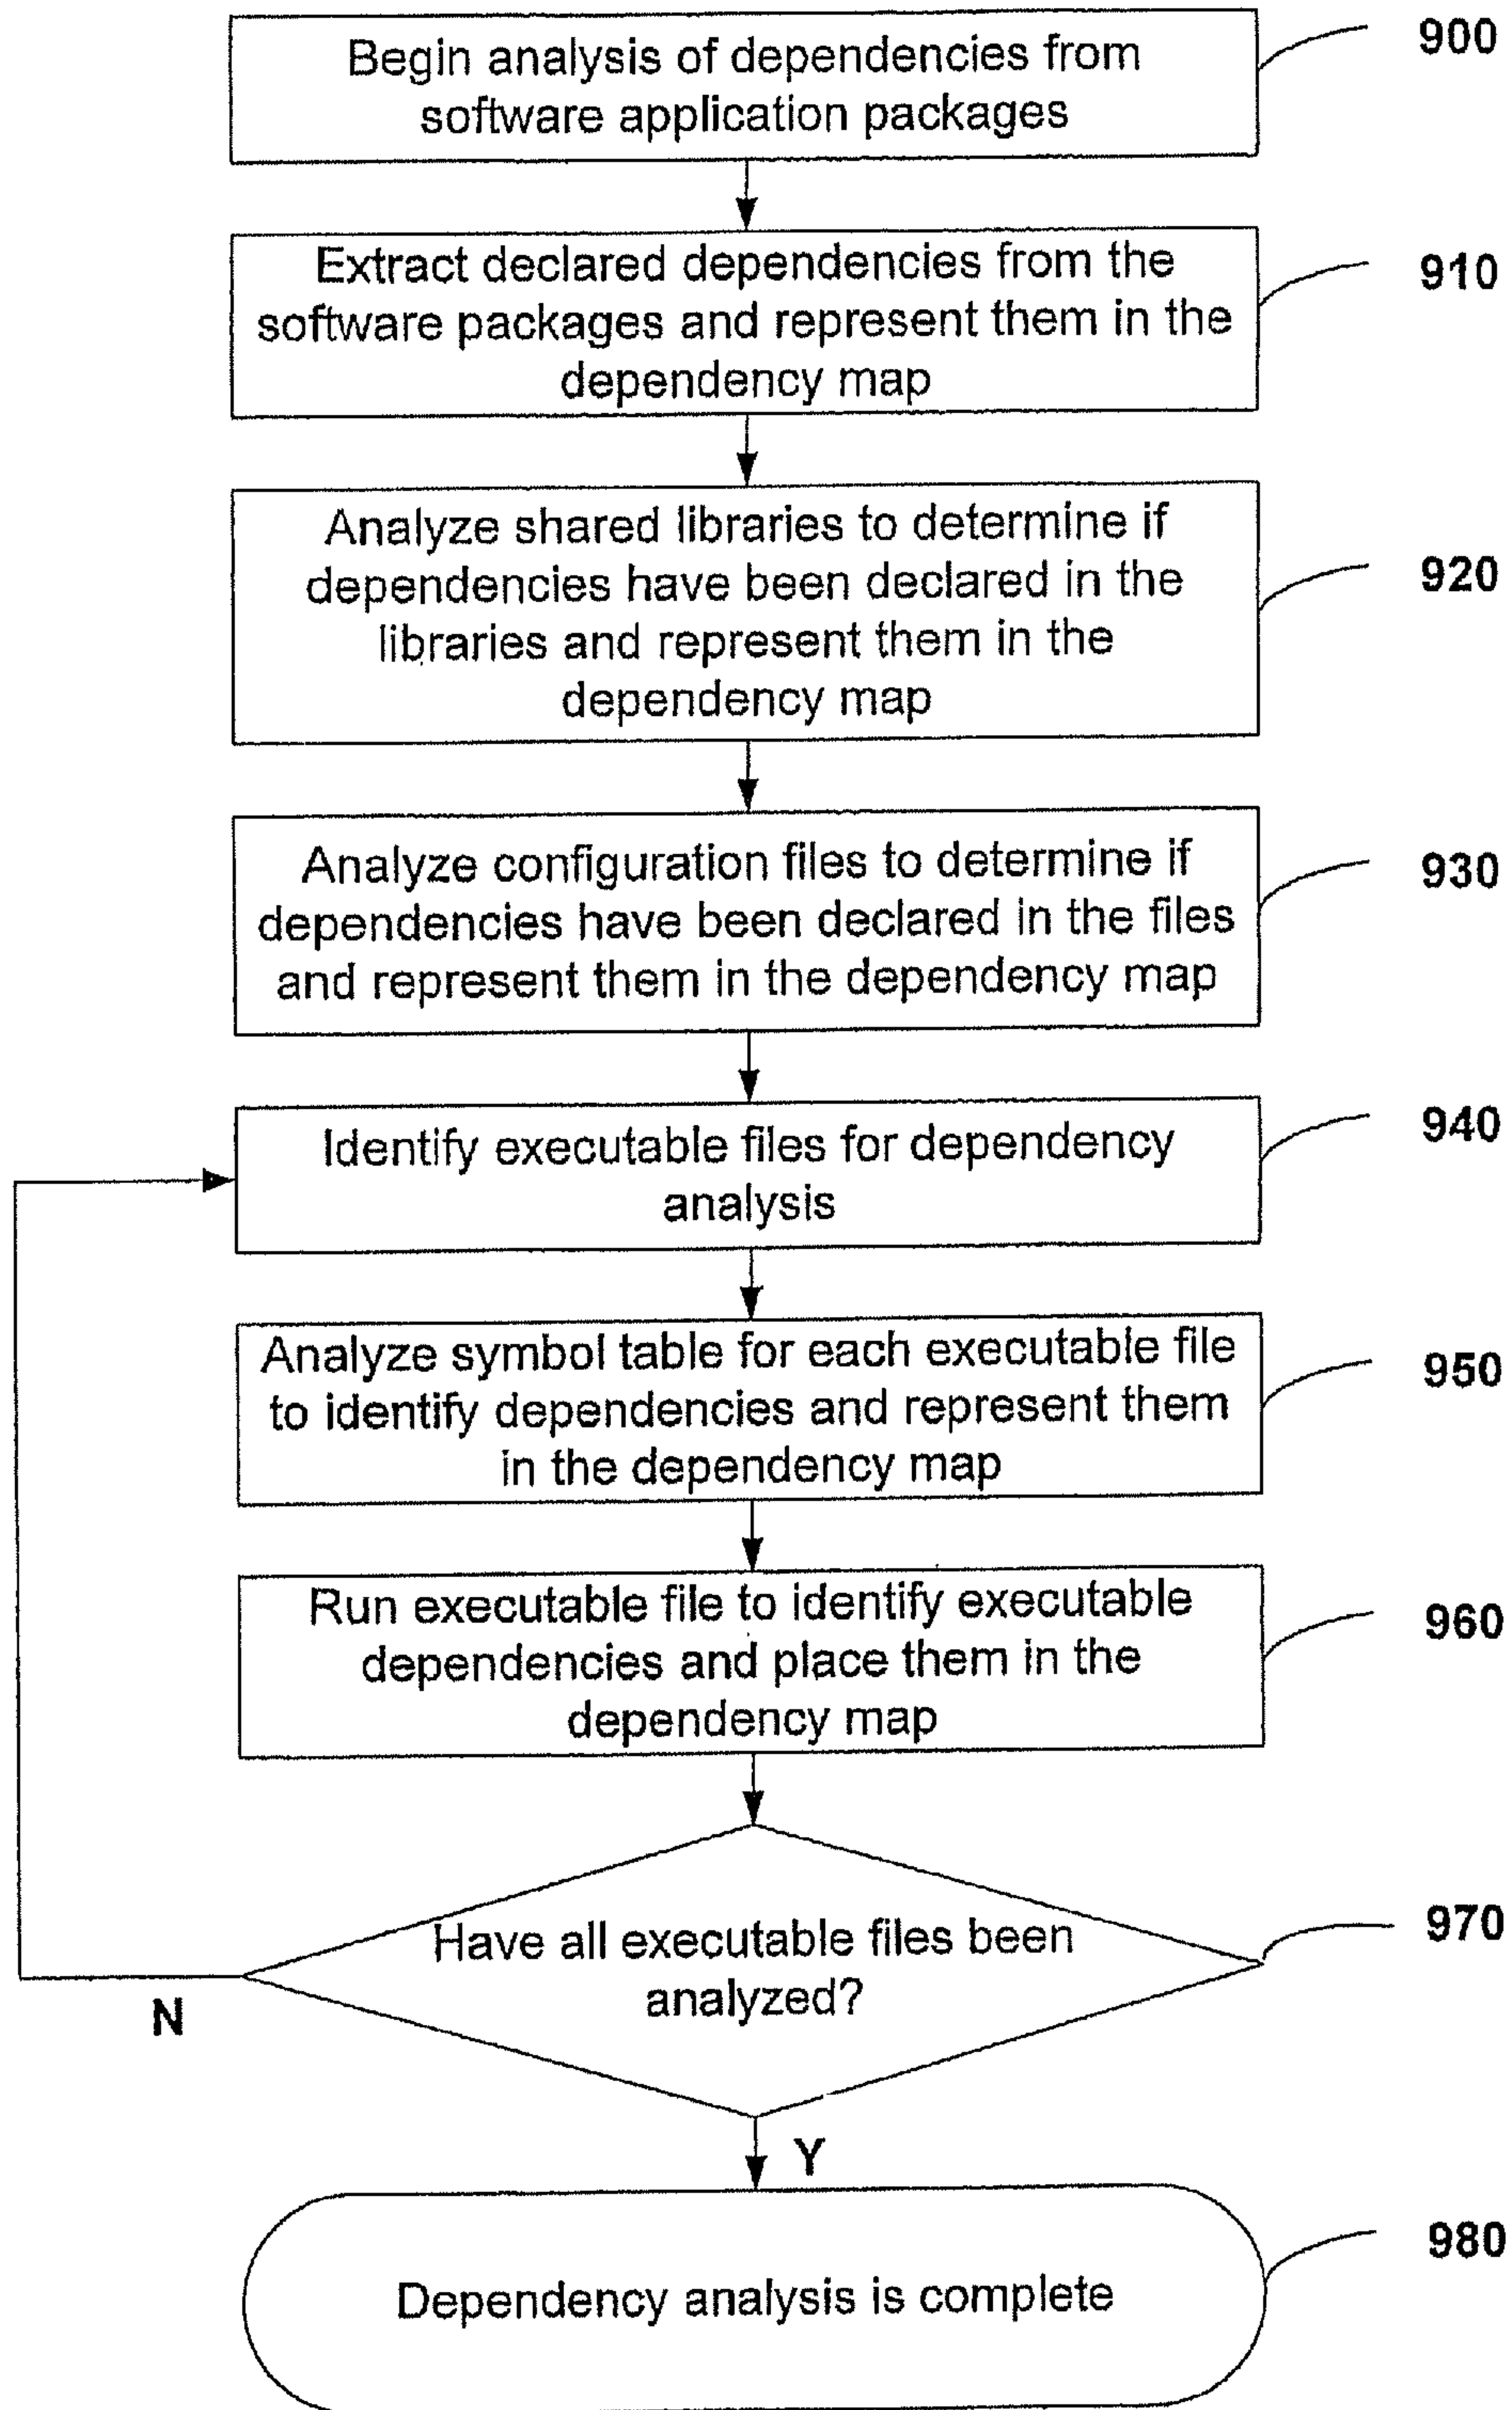 Begin analysis of dependencies from
software application packages
900
Extract declared dependencies from the
software packages and represent them in the
dependency map
910
Analyze shared libraries to determine if
dependencies have been declared in the
libraries and represent them in the
dependency map
920
Analyze configuration files to determine if
dependencies have been declared in the files
and represent them in the dependency map
930
Identify executable files for dependency
analysis
940
Analyze symbol table for each executable file
to identify dependencies and represent them
in the dependency map
950
Run executable file to identify executable
dependencies and place them in the
dependency map
960
Have all executable files been
analyzed?
970
N
Y
Dependency analysis is complete
980